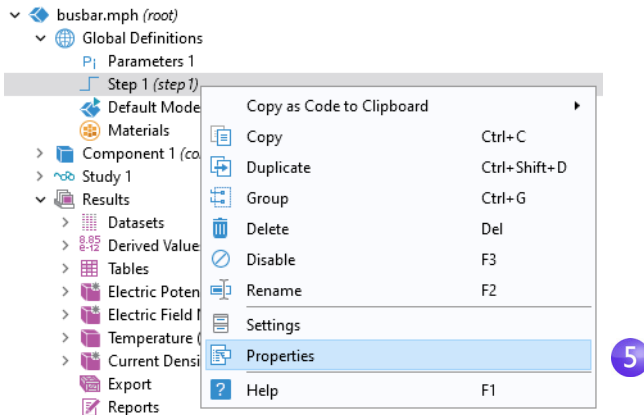 busbar.mph (root)
Global Definitions
Pi Parameters 1
Step 1 (step1)
Default Mode
Materials
Component 1 (co
Study 1
Results
Datasets
8.85
e-12 Derived Value
Tables
Electric Poten
Electric Field
Temperature (
Current Densi
Export
Reports
Copy as Code to Clipboard
Copy Ctrl+C
Duplicate Ctrl+Shift+D
Group Ctrl+G
Delete Del
Disable F3
Rename F2
Settings
Properties
5
? Help F1